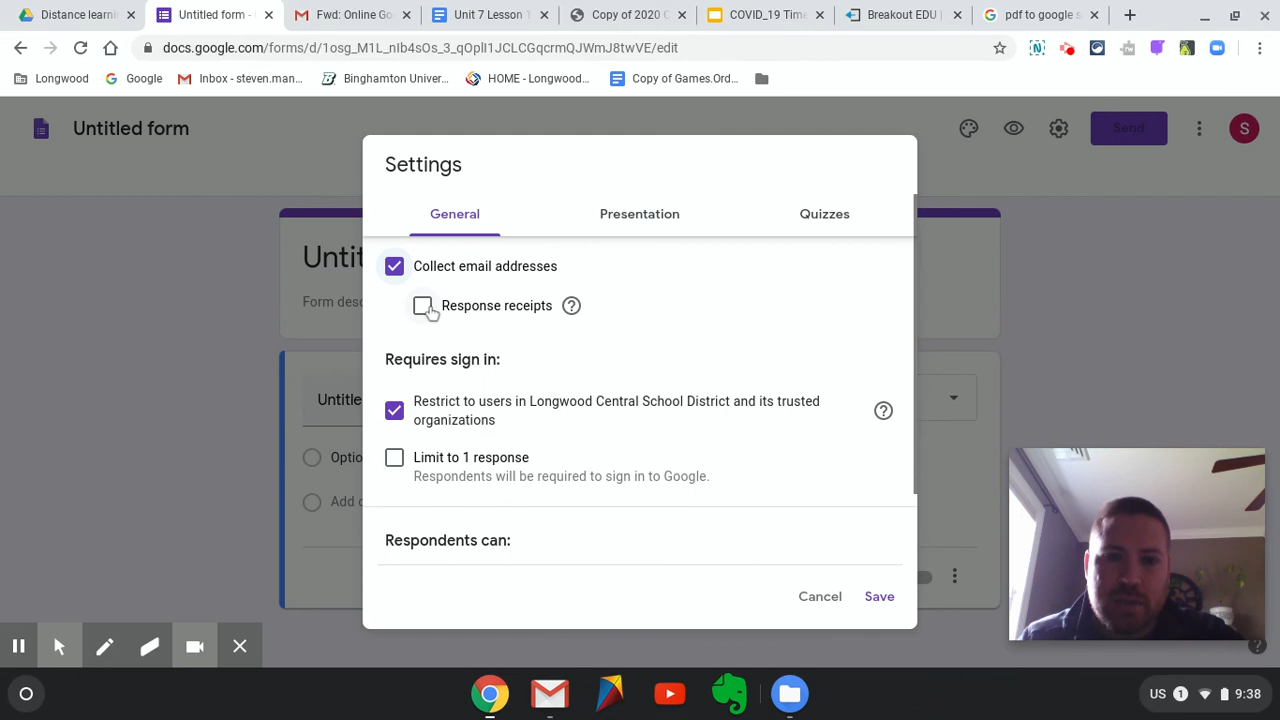 Distance learni
Untitled form -
Fwd: Online Go
Unit 7 Lesson 1
Copy of 2020 C
COVID_19 Time
Breakout EDU
pdf to google s
docs.google.com/forms/d/1osg_M1L_nIb4sOs_3_qOplI1JCLCGqcrmQJWmJ8twVE/edit
Longwood
Google
Inbox - steven.man...
Binghamton Univer...
HOME - Longwood...
Copy of Games.Ord...
Untitled form
Send
S
Settings
General
Presentation
Quizzes
Untit
Form desc
Collect email addresses
Response receipts
Requires sign in:
Untitle
Restrict to users in Longwood Central School District and its trusted
organizations
Optio
Limit to 1 response
Respondents will be required to sign in to Google.
Add o
Respondents can:
Cancel
Save
US
1
9:38